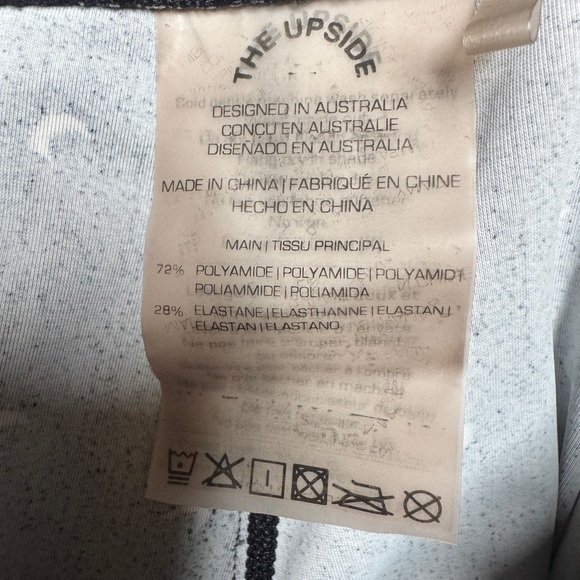 THE UPSIDE
DESIGNED IN AUSTRALIA
CONCU EN AUSTRALIE
DISEÑADO EN AUSTRALIA
MADE IN CHINA | FABRIQUÉ EN CHINE
HECHO EN CHINA
MAIN | TISSU PRINCIPAL
72% POLYAMIDE | POLYAMIDE | POLYAMID
POLIAMMIDE | POLIAMIDA
28% ELASTANE | ELASTHANNE | ELASTAN |
ELASTAN | ELASTANO